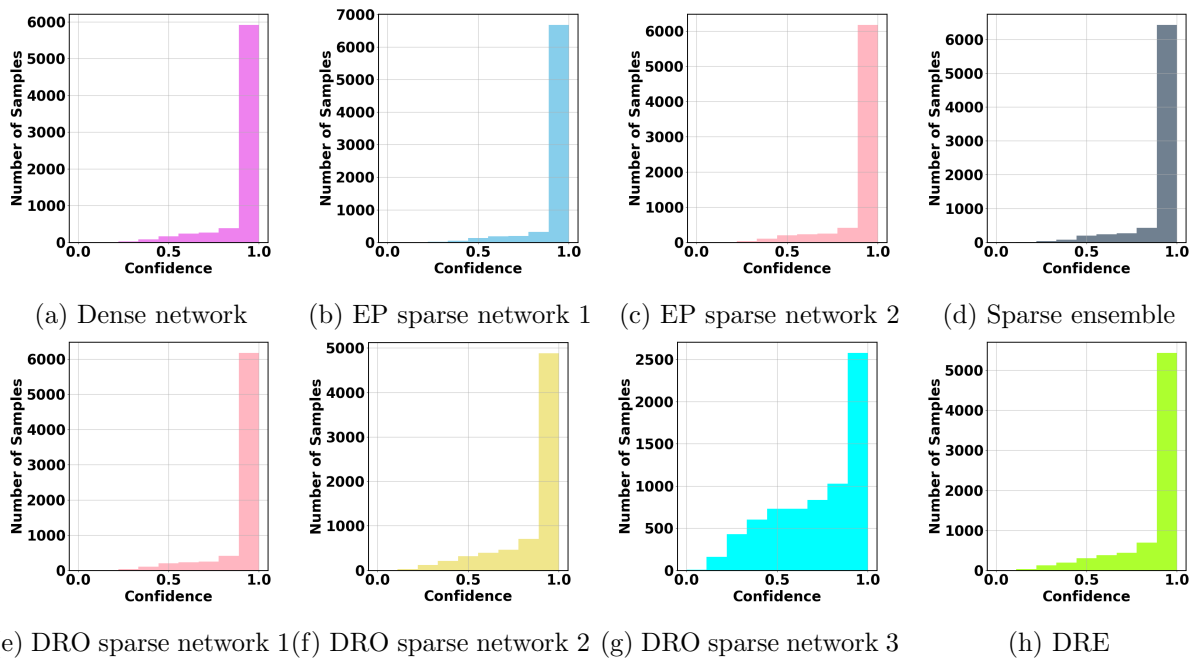 6000
5000
4000
3000
2000
1000
0
Number of Samples
0.0 0.5 1.0
Confidence
(a) Dense network
7000
6000
5000
4000
3000
2000
1000
0
Number of Samples
0.0 0.5 1.0
Confidence
(b) EP sparse network 1
6000
5000
4000
3000
2000
1000
0
Number of Samples
0.0 0.5 1.0
Confidence
(c) EP sparse network 2
6000
5000
4000
3000
2000
1000
0
Number of Samples
0.0 0.5 1.0
Confidence
(d) Sparse ensemble
6000
5000
4000
3000
2000
1000
0
Number of Samples
0.0 0.5 1.0
Confidence
e) DRO sparse network 1
5000
4000
3000
2000
1000
0
Number of Samples
0.0 0.5 1.0
Confidence
(f) DRO sparse network 2
2500
2000
1500
1000
500
0
Number of Samples
0.0 0.5 1.0
Confidence
(g) DRO sparse network 3
5000
4000
3000
2000
1000
0
Number of Samples
0.0 0.5 1.0
Confidence
(h) DRE